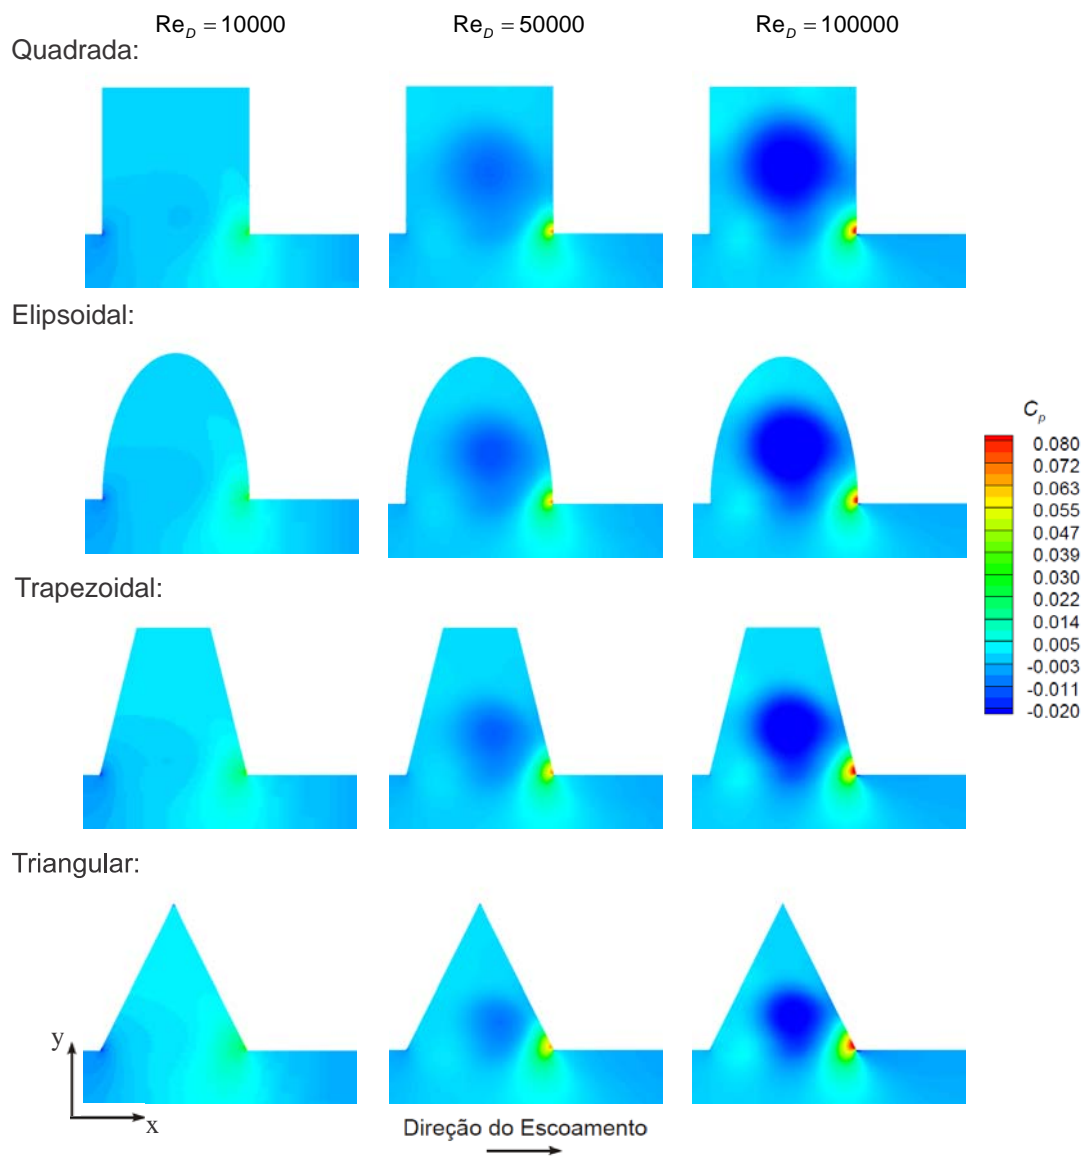 Re_D = 10000
Re_D = 50000
Re_D = 100000
Quadrada:
Elipsoidal:
C_p
0.080
0.072
0.063
0.055
0.047
0.039
0.030
0.022
0.014
0.005
-0.003
-0.011
-0.020
Trapezoidal:
Triangular:
y
x
Direção do Escoamento